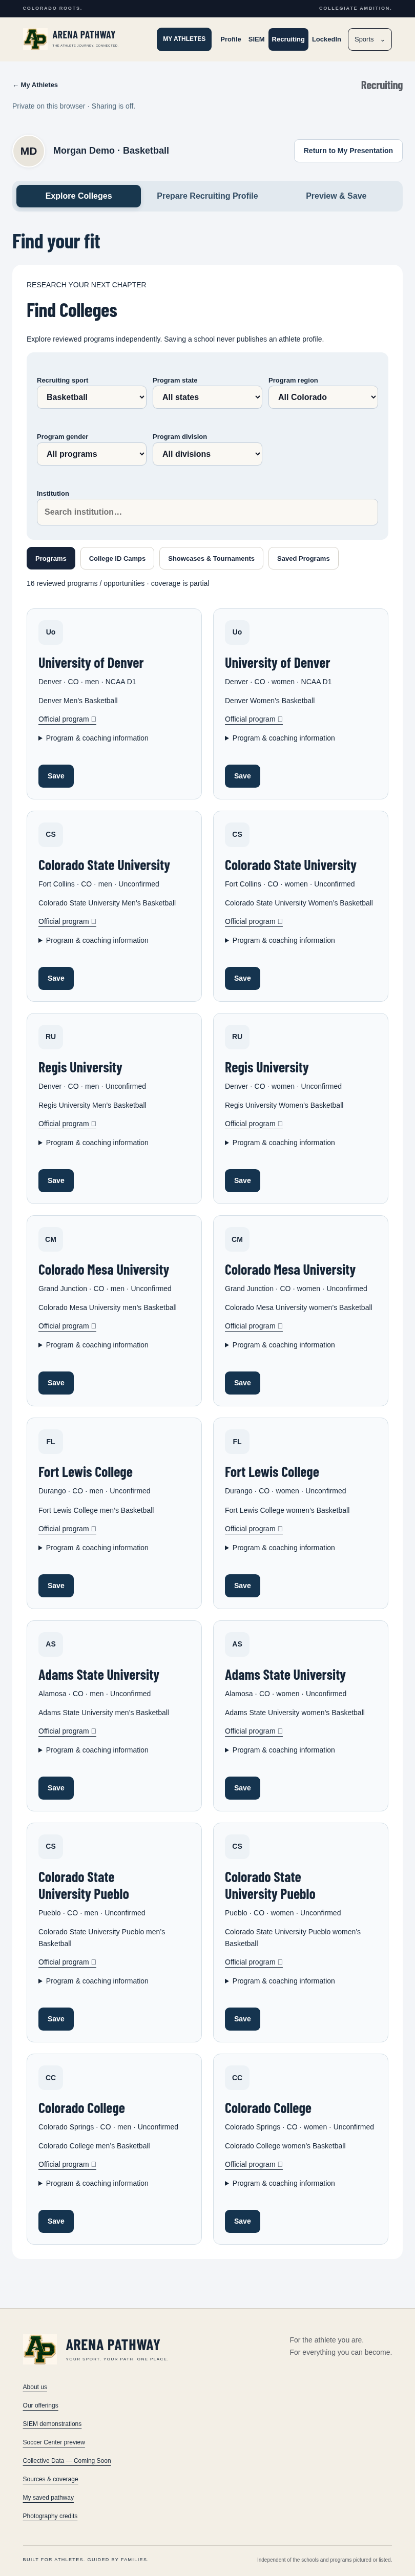 COLORADO ROOTS.
COLLEGIATE AMBITION.
AP
ARENA PATHWAY
THE ATHLETE JOURNEY. CONNECTED.
MY ATHLETES
Profile
SIEM
Recruiting
LockedIn
Sports
← My Athletes
Recruiting
Private on this browser · Sharing is off.
MD
Morgan Demo · Basketball
Return to My Presentation
Explore Colleges
Prepare Recruiting Profile
Preview & Save
Find your fit
RESEARCH YOUR NEXT CHAPTER
Find Colleges
Explore reviewed programs independently. Saving a school never publishes an athlete profile.
Recruiting sport
Program state
Program region
Basketball
All states
All Colorado
Program gender
Program division
All programs
All divisions
Institution
Search institution…
Programs
College ID Camps
Showcases & Tournaments
Saved Programs
16 reviewed programs / opportunities · coverage is partial
Uo
University of Denver
Denver · CO · men · NCAA D1
Denver Men's Basketball
Official program
▶ Program & coaching information
Save
Uo
University of Denver
Denver · CO · women · NCAA D1
Denver Women's Basketball
Official program
▶ Program & coaching information
Save
CS
Colorado State University
Fort Collins · CO · men · Unconfirmed
Colorado State University Men's Basketball
Official program
▶ Program & coaching information
Save
CS
Colorado State University
Fort Collins · CO · women · Unconfirmed
Colorado State University Women's Basketball
Official program
▶ Program & coaching information
Save
RU
Regis University
Denver · CO · men · Unconfirmed
Regis University Men's Basketball
Official program
▶ Program & coaching information
Save
RU
Regis University
Denver · CO · women · Unconfirmed
Regis University Women's Basketball
Official program
▶ Program & coaching information
Save
CM
Colorado Mesa University
Grand Junction · CO · men · Unconfirmed
Colorado Mesa University men's Basketball
Official program
▶ Program & coaching information
Save
CM
Colorado Mesa University
Grand Junction · CO · women · Unconfirmed
Colorado Mesa University women's Basketball
Official program
▶ Program & coaching information
Save
FL
Fort Lewis College
Durango · CO · men · Unconfirmed
Fort Lewis College men's Basketball
Official program
▶ Program & coaching information
Save
FL
Fort Lewis College
Durango · CO · women · Unconfirmed
Fort Lewis College women's Basketball
Official program
▶ Program & coaching information
Save
AS
Adams State University
Alamosa · CO · men · Unconfirmed
Adams State University men's Basketball
Official program
▶ Program & coaching information
Save
AS
Adams State University
Alamosa · CO · women · Unconfirmed
Adams State University women's Basketball
Official program
▶ Program & coaching information
Save
CS
Colorado State
University Pueblo
Pueblo · CO · men · Unconfirmed
Colorado State University Pueblo men's
Basketball
Official program
▶ Program & coaching information
Save
CS
Colorado State
University Pueblo
Pueblo · CO · women · Unconfirmed
Colorado State University Pueblo women's
Basketball
Official program
▶ Program & coaching information
Save
CC
Colorado College
Colorado Springs · CO · men · Unconfirmed
Colorado College men's Basketball
Official program
▶ Program & coaching information
Save
CC
Colorado College
Colorado Springs · CO · women · Unconfirmed
Colorado College women's Basketball
Official program
▶ Program & coaching information
Save
AP
ARENA PATHWAY
YOUR SPORT. YOUR PATH. ONE PLACE.
For the athlete you are.
For everything you can become.
About us
Our offerings
SIEM demonstrations
Soccer Center preview
Collective Data — Coming Soon
Sources & coverage
My saved pathway
Photography credits
BUILT FOR ATHLETES. GUIDED BY FAMILIES.
Independent of the schools and programs pictured or listed.